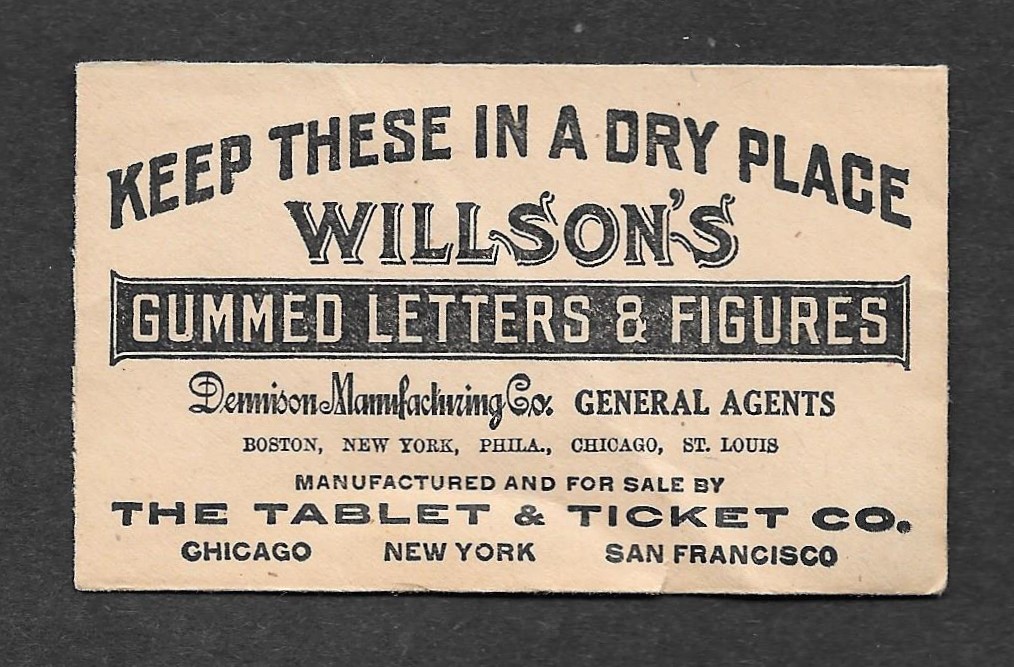 KEEP THESE IN A DRY PLACE
WILLSON'S
GUMMED LETTERS & FIGURES
Dennison Manufacturing Co. GENERAL AGENTS
BOSTON, NEW YORK, PHILA., CHICAGO, ST. LOUIS
MANUFACTURED AND FOR SALE BY
THE TABLET & TICKET CO.
CHICAGO NEW YORK SAN FRANCISCO